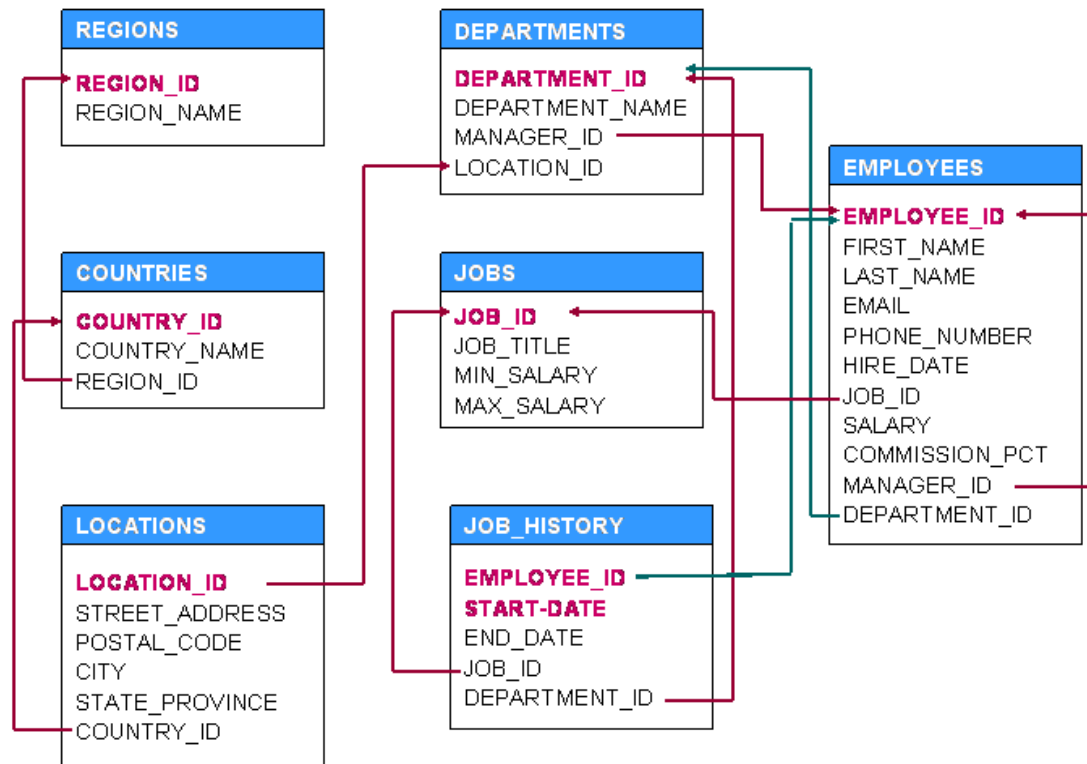 REGIONS
REGION_ID
REGION_NAME
DEPARTMENTS
DEPARTMENT_ID
DEPARTMENT_NAME
MANAGER_ID
LOCATION_ID
EMPLOYEES
EMPLOYEE_ID
FIRST_NAME
LAST_NAME
EMAIL
PHONE_NUMBER
HIRE_DATE
JOB_ID
SALARY
COMMISSION_PCT
MANAGER_ID
DEPARTMENT_ID
COUNTRIES
COUNTRY_ID
COUNTRY_NAME
REGION_ID
JOBS
JOB_ID
JOB_TITLE
MIN_SALARY
MAX_SALARY
LOCATIONS
LOCATION_ID
STREET_ADDRESS
POSTAL_CODE
CITY
STATE_PROVINCE
COUNTRY_ID
JOB_HISTORY
EMPLOYEE_ID
START-DATE
END_DATE
JOB_ID
DEPARTMENT_ID